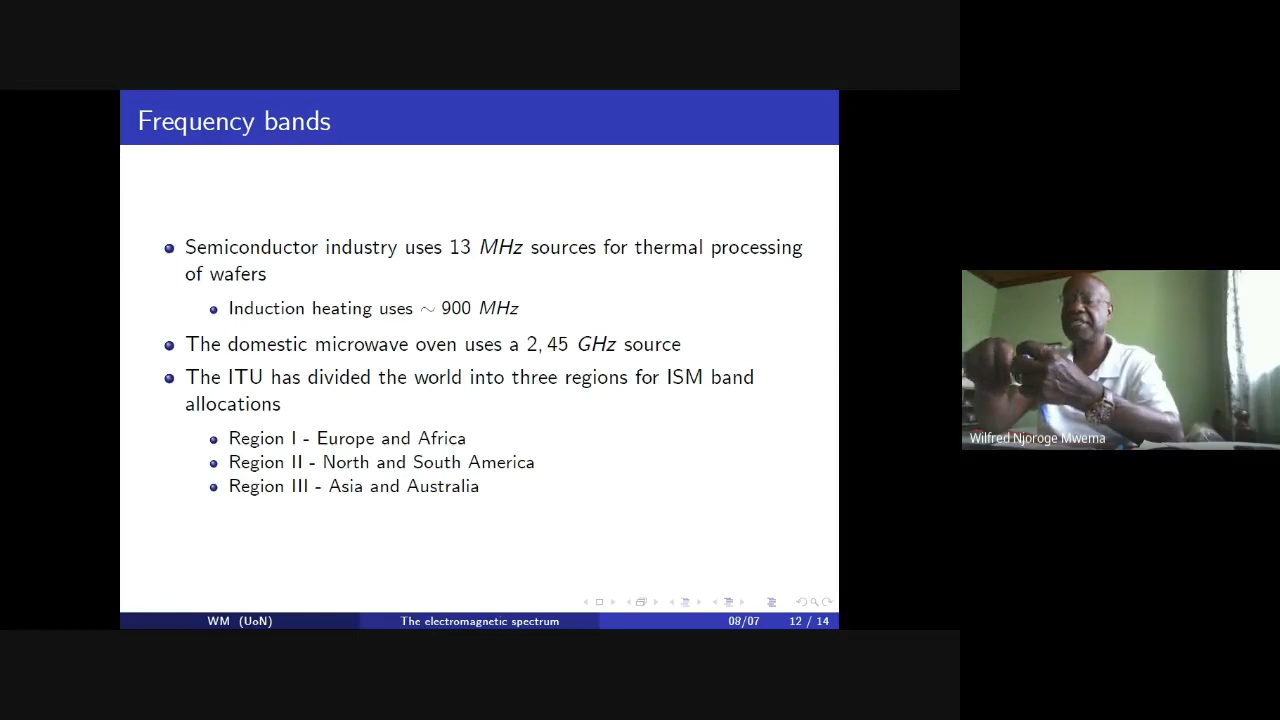 Frequency bands
Semiconductor industry uses 13 MHz sources for thermal processing
of wafers
Induction heating uses ∼ 900 MHz
The domestic microwave oven uses a 2, 45 GHz source
The ITU has divided the world into three regions for ISM band
allocations
Region I - Europe and Africa
Region II - North and South America
Region III - Asia and Australia
WM (UoN) The electromagnetic spectrum 08/07 12 / 14
Wilfred Njoroge Mwema